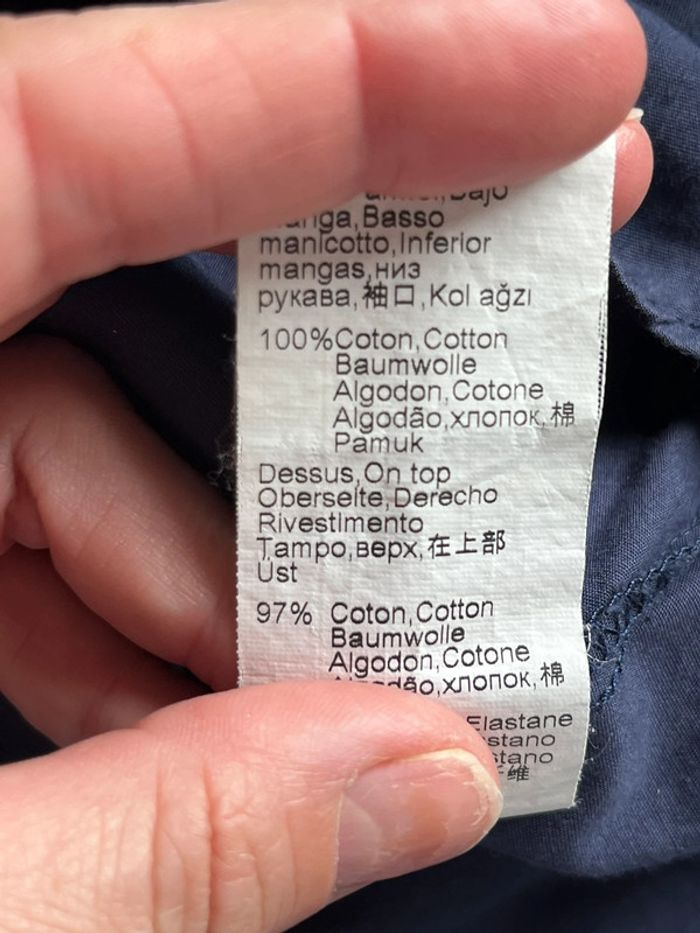 Basso
manicotto,Inferior
mangas,низ
рукава,袖口,Kol ağzı
100%Coton,Cotton
Baumwolle
Algodon,Cotone
Algodão,хлопок,棉
Pamuk
Dessus,On top
Oberseite,Derecho
Rivestimento
Tampo,верх,在上部
Üst
97% Coton,Cotton
Baumwolle
Algodon,Cotone
хлопок,棉
Elastane